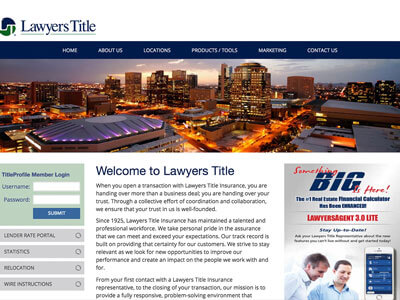 Lawyers Title
HOME ABOUT US LOCATIONS PRODUCTS / TOOLS MARKETING CONTACT US
TitleProfile Member Login
Username:
Password:
SUBMIT
LENDER RATE PORTAL
STATISTICS
RELOCATION
WIRE INSTRUCTIONS
Welcome to Lawyers Title
When you open a transaction with Lawyers Title Insurance, you are
handing over more than a business deal; you are handing over your
trust. Through a collective effort of coordination and collaboration,
we ensure that your trust in us is well-founded.
Since 1925, Lawyers Title Insurance has maintained a talented and
professional workforce. We take personal pride in the assurance
that we can meet and exceed your expectations. Our track record is
built on providing that certainty for our customers. We strive to stay
relevant as we look for new opportunities to improve our
performance and create an impact on the people we work with and
for.
From your first contact with a Lawyers Title Insurance
representative, to the closing of your transaction, our mission is to
provide a fully responsive, problem-solving environment that
Something
BIG
Is Here!
The #1 Real Estate Financial Calculator
Has Been ENHANCED!
LAWYERSAGENT 3.0 LITE
Stay Up-to-Date!
Ask your Lawyers Title Representative about the new
features you can't live without and get started today!